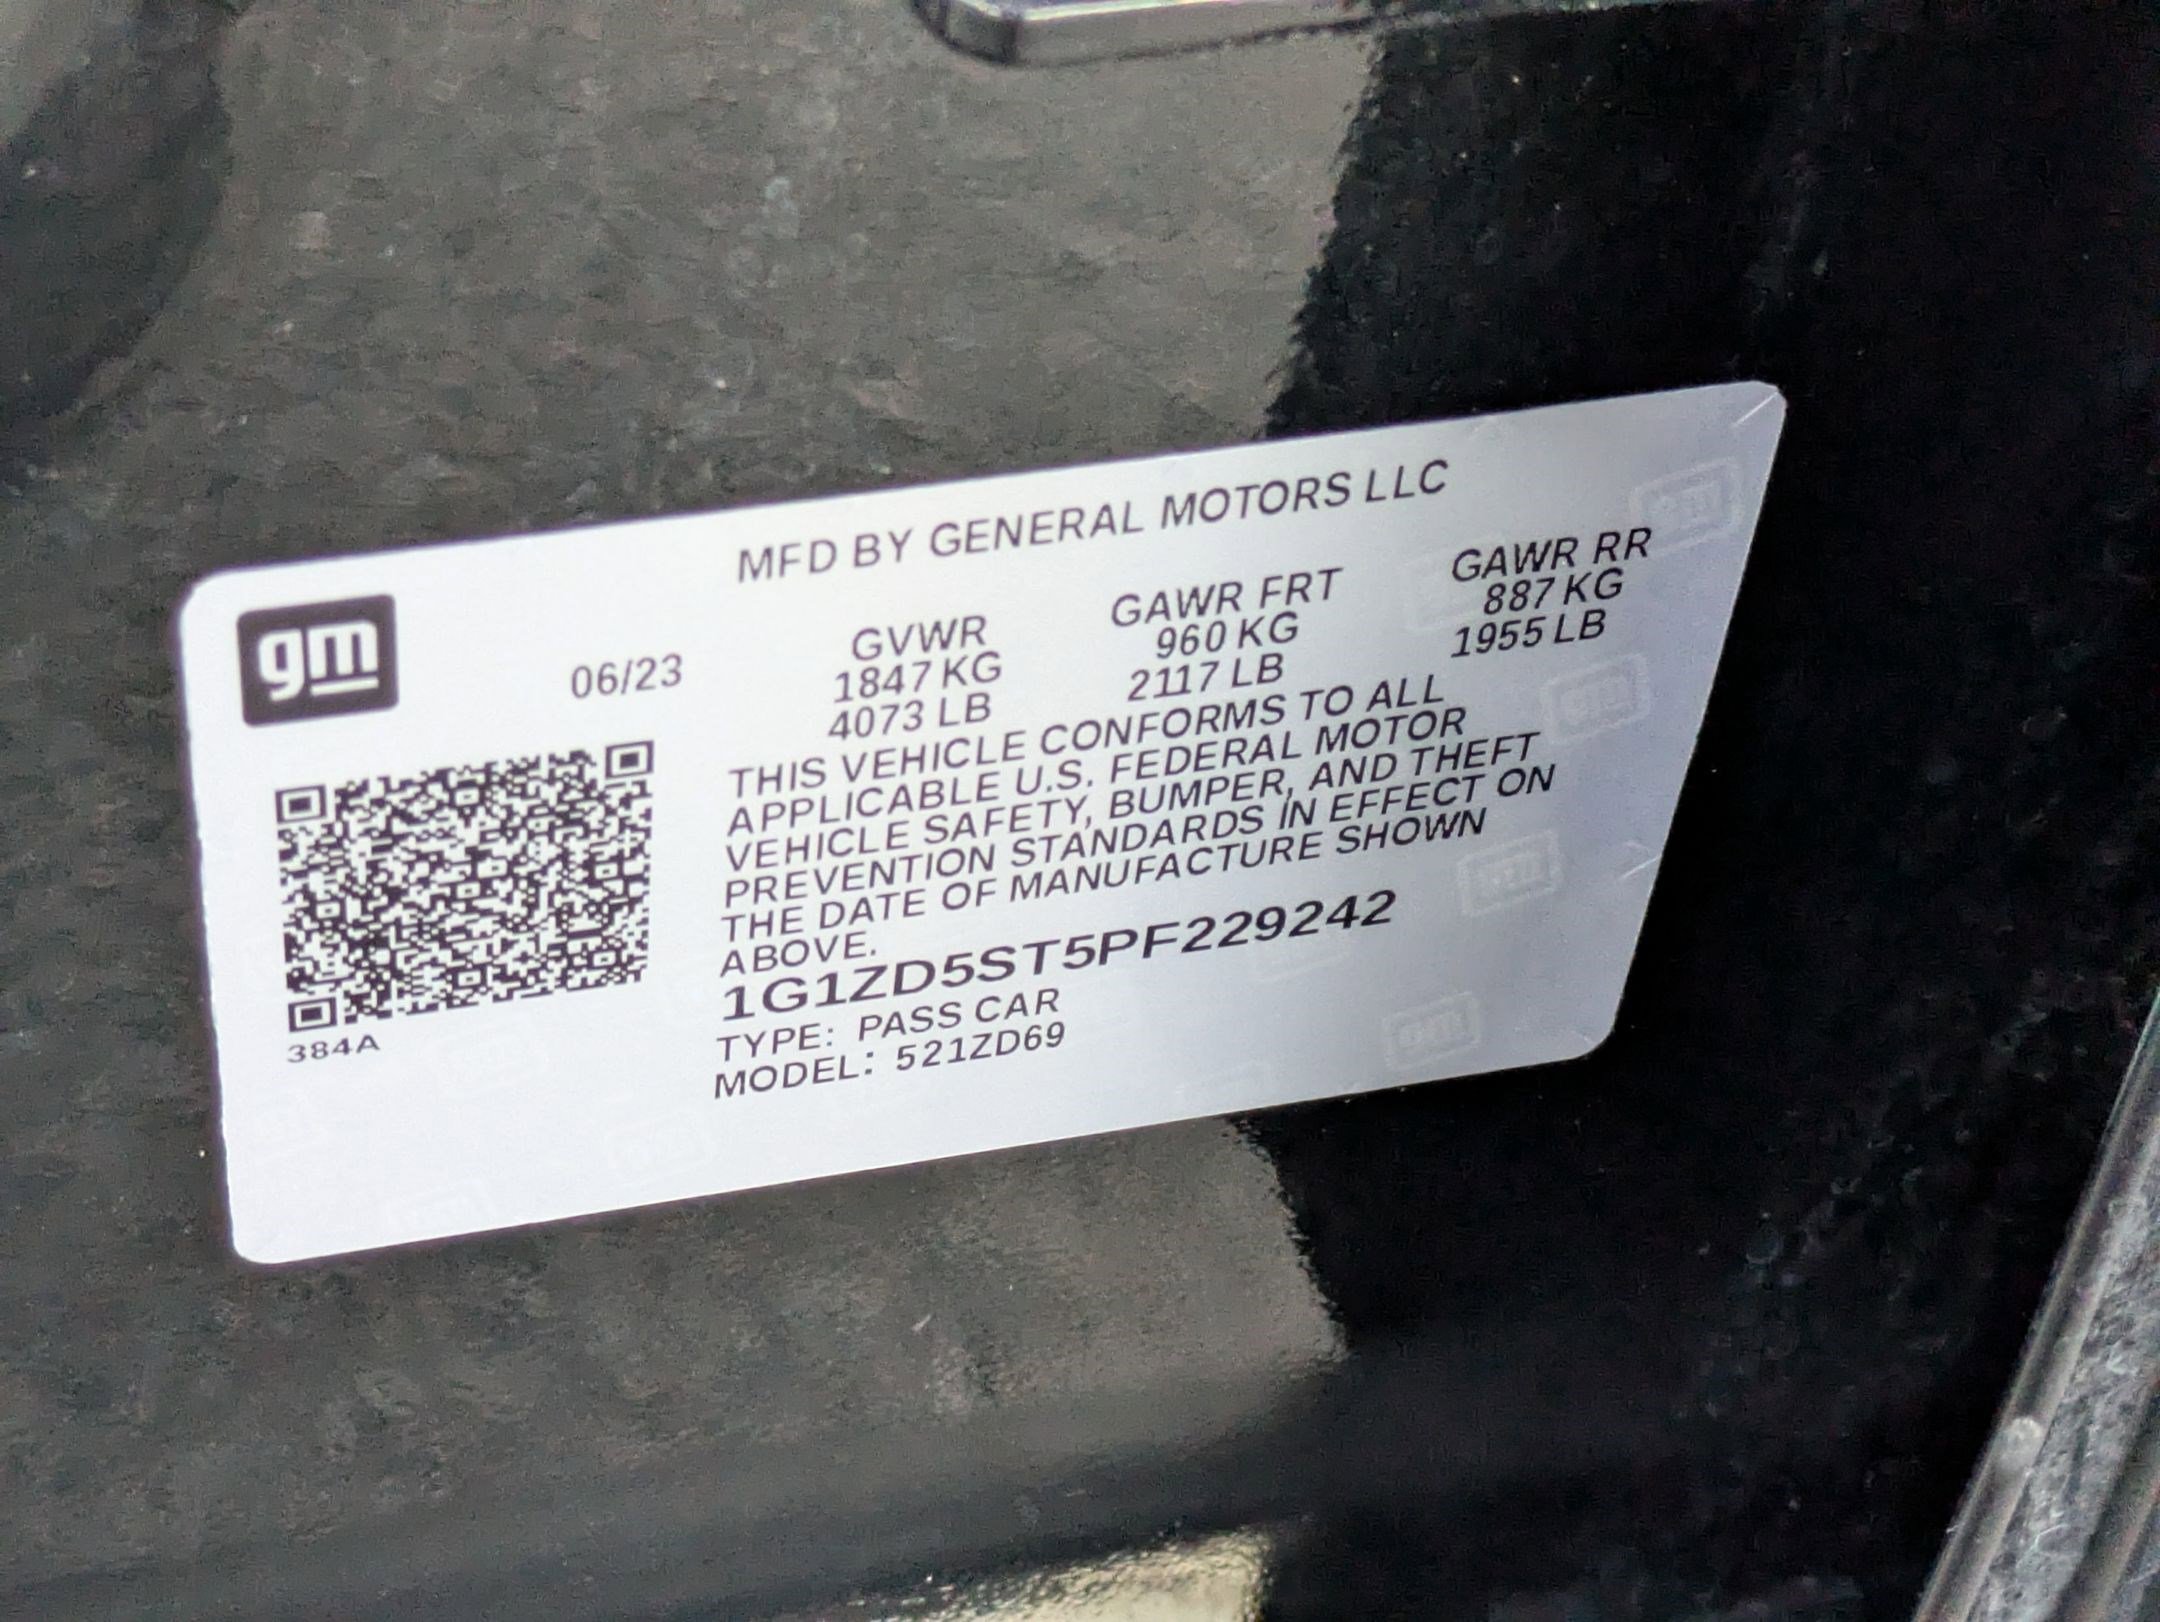 MFD BY GENERAL MOTORS LLC
gm
06/23
GVWR
1847 KG
4073 LB
GAWR FRT
960 KG
2117 LB
GAWR RR
887 KG
1955 LB
THIS VEHICLE CONFORMS TO ALL
APPLICABLE U.S. FEDERAL MOTOR
VEHICLE SAFETY, BUMPER, AND THEFT
PREVENTION STANDARDS IN EFFECT ON
THE DATE OF MANUFACTURE SHOWN
ABOVE.
1G1ZD5ST5PF229242
TYPE: PASS CAR
MODEL: 521ZD69
384A